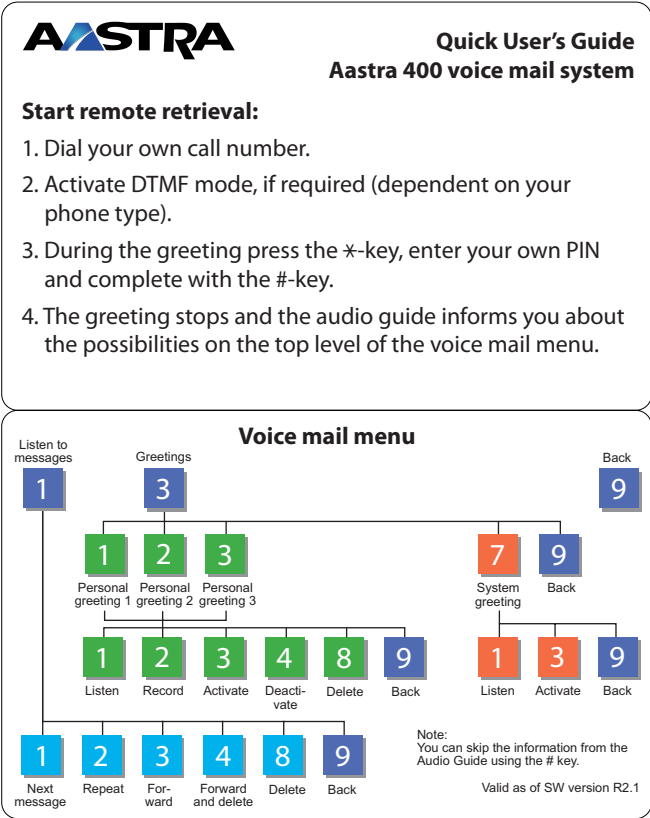 AASTRA
Quick User's Guide
Aastra 400 voice mail system
Start remote retrieval:
1. Dial your own call number.
2. Activate DTMF mode, if required (dependent on your
phone type).
3. During the greeting press the *-key, enter your own PIN
and complete with the #-key.
4. The greeting stops and the audio guide informs you about
the possibilities on the top level of the voice mail menu.
Voice mail menu
Listen to
messages
Greetings
Back
1
3
9
1
2
3
7
9
Personal
greeting 1
Personal
greeting 2
Personal
greeting 3
System
greeting
Back
1
2
3
4
8
9
1
3
9
Listen
Record
Activate
Deacti-
vate
Delete
Back
Listen
Activate
Back
1
2
3
4
8
9
Next
message
Repeat
For-
ward
Forward
and delete
Delete
Back
Note:
You can skip the information from the
Audio Guide using the # key.
Valid as of SW version R2.1